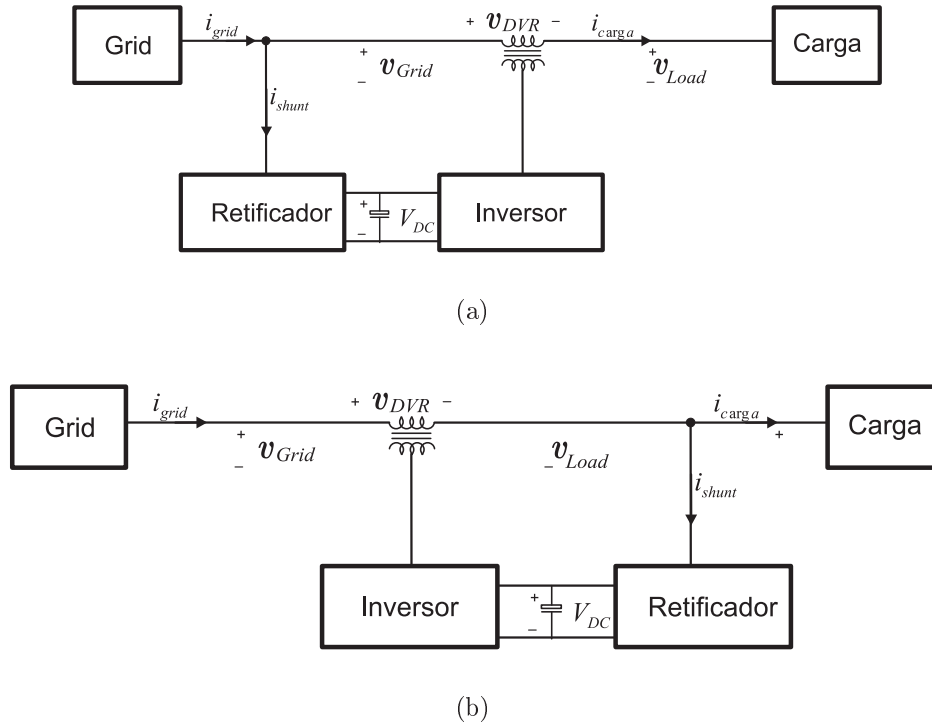 Grid
i_grid
+ v_DVR -
i_carga
Carga
+
- v_Grid
+
- v_Load
i_shunt
Retificador
+
- V_DC
Inversor
(a)
Grid
i_grid
+ v_DVR -
i_carga
+
Carga
+
- v_Grid
- v_Load
i_shunt
Inversor
+
- V_DC
Retificador
(b)